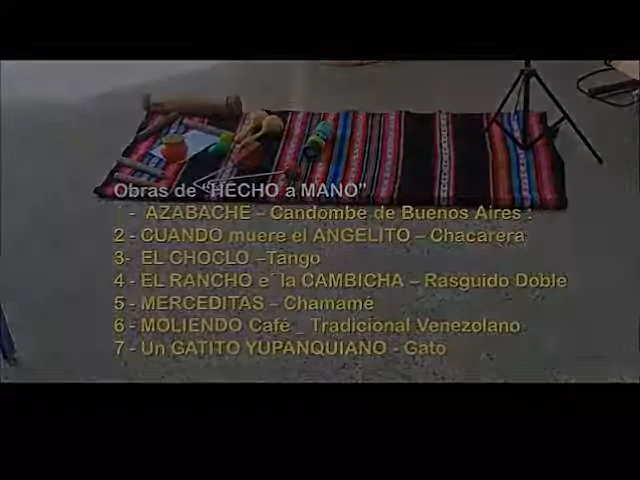 Obras de "HECHO a MANO"
1 - AZABACHE – Candombe de Buenos Aires :
2 - CUANDO muere el ANGELITO – Chacarera
3- EL CHOCLO –Tango
4 - EL RANCHO e´ la CAMBICHA – Rasguido Doble
5 - MERCEDITAS – Chamamé
6 - MOLIENDO Café _ Tradicional Venezolano
7 - Un GATITO YUPANQUIANO - Gato